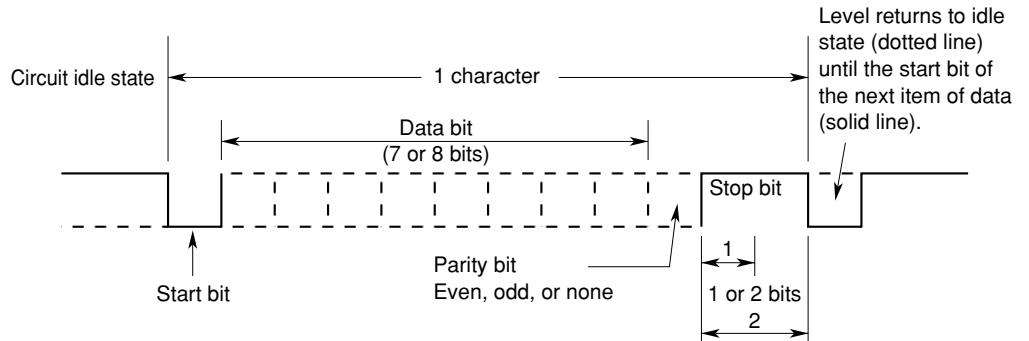 Level returns to idle
state (dotted line)
until the start bit of
the next item of data
(solid line).
Circuit idle state
1 character
Data bit
(7 or 8 bits)
Stop bit
Start bit
Parity bit
Even, odd, or none
1
1 or 2 bits
2